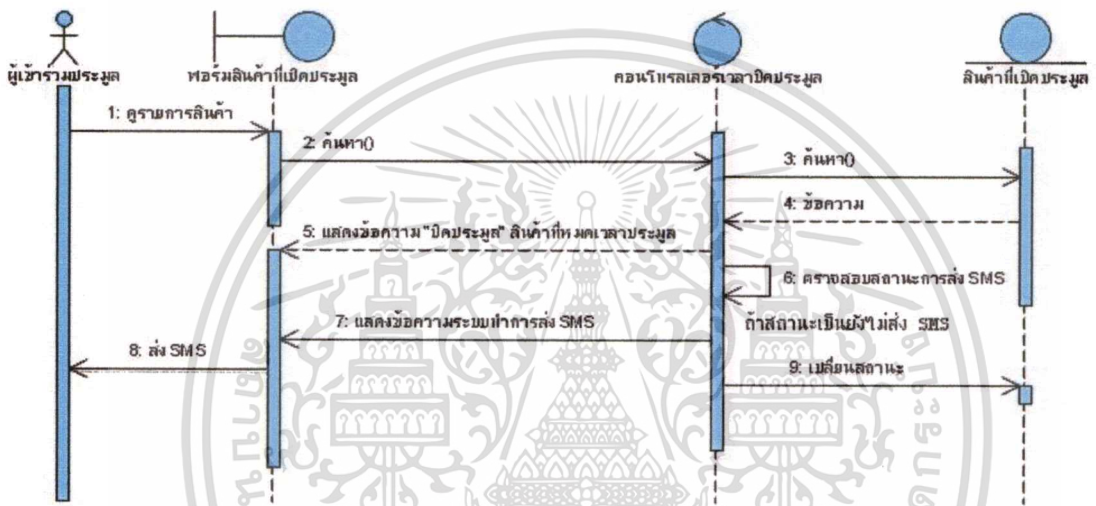 ผู้เข้าร่วมประมูล
ฟอร์มสินค้าที่เปิดประมูล
คอนโทรลเลอร์เวลาปิดประมูล
สินค้าที่เปิดประมูล
1: ดูรายการสินค้า
2: ค้นหา()
3: ค้นหา()
4: ข้อความ
5: แสดงข้อความ "ปิดประมูล" สินค้าที่หมดเวลาประมูล
6: ตรวจสอบสถานะการส่ง SMS
ถ้าสถานะเป็นยังไม่ส่ง SMS
7: แสดงข้อความระบบทำการส่ง SMS
8: ส่ง SMS
9: เปลี่ยนสถานะ